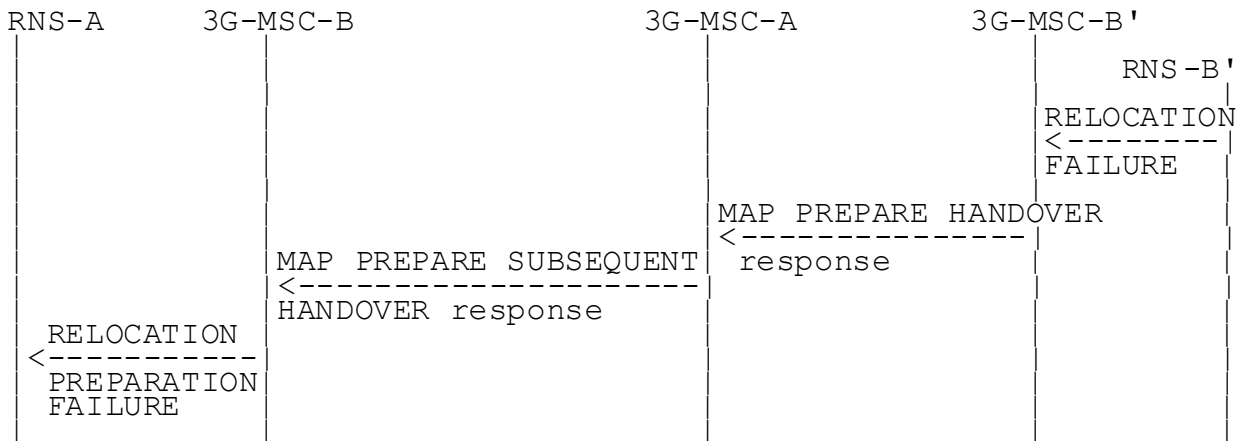 RNS-A 3G-MSC-B 3G-MSC-A 3G-MSC-B'
RNS-B'
RELOCATION
FAILURE
MAP PREPARE HANDOVER
response
MAP PREPARE SUBSEQUENT
HANDOVER response
RELOCATION
PREPARATION
FAILURE